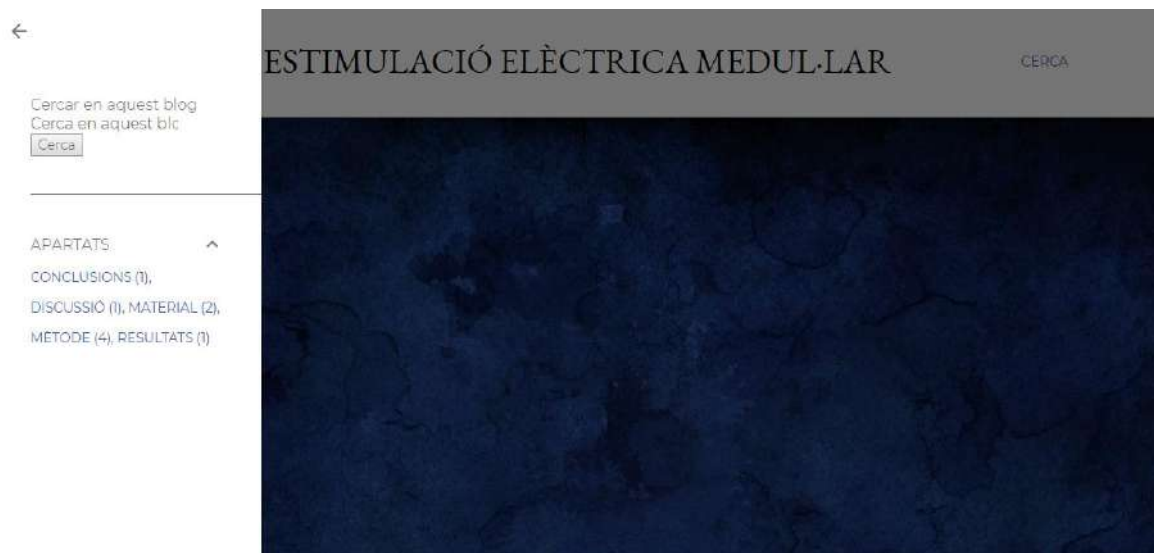 Cercar en aquest blog
Cerca en aquest blc
Cerca
APARTATS
CONCLUSIONS (1),
DISCUSSIÓ (1), MATERIAL (2),
MÈTODE (4), RESULTATS (1)
ESTIMULACIÓ ELÈCTRICA MEDUL·LAR
CERCA